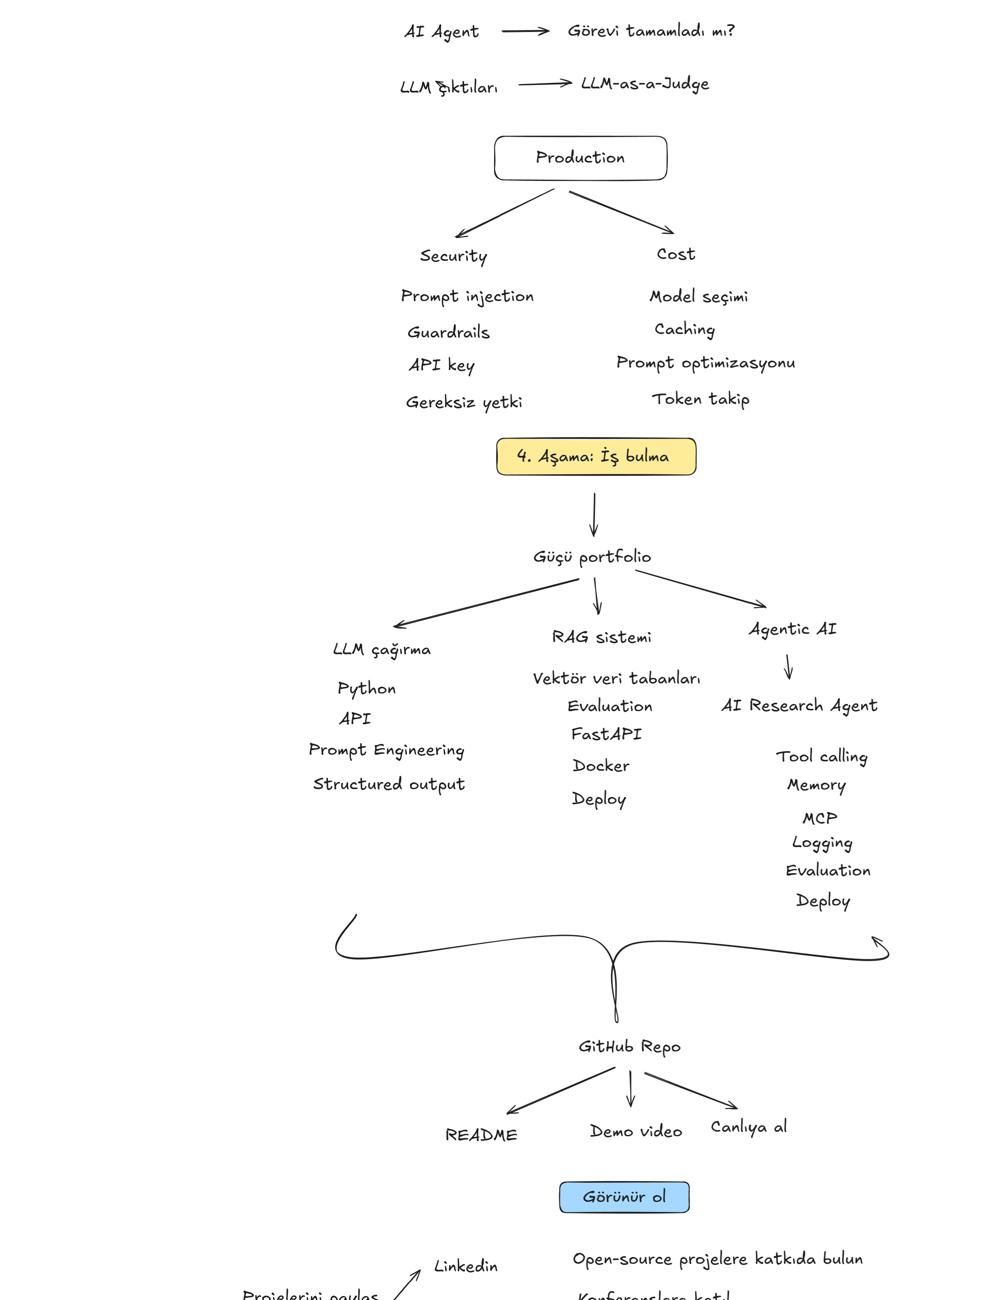 AI Agent
Görevi tamamladı mı?
LLM çıktıları
LLM-as-a-Judge
Production
Security
Prompt injection
Guardrails
API key
Gereksiz yetki
Cost
Model seçimi
Caching
Prompt optimizasyonu
Token takip
4. Aşama: İş bulma
Güçü portfolio
LLM çağırma
Python
API
Prompt Engineering
Structured output
RAG sistemi
Vektör veri tabanları
Evaluation
FastAPI
Docker
Deploy
Agentic AI
AI Research Agent
Tool calling
Memory
MCP
Logging
Evaluation
Deploy
GitHub Repo
README
Demo video
Canlıya al
Görünür ol
Linkedin
Projelerini paylaş
Open-source projelere katkıda bulun
Konferanslara katıl